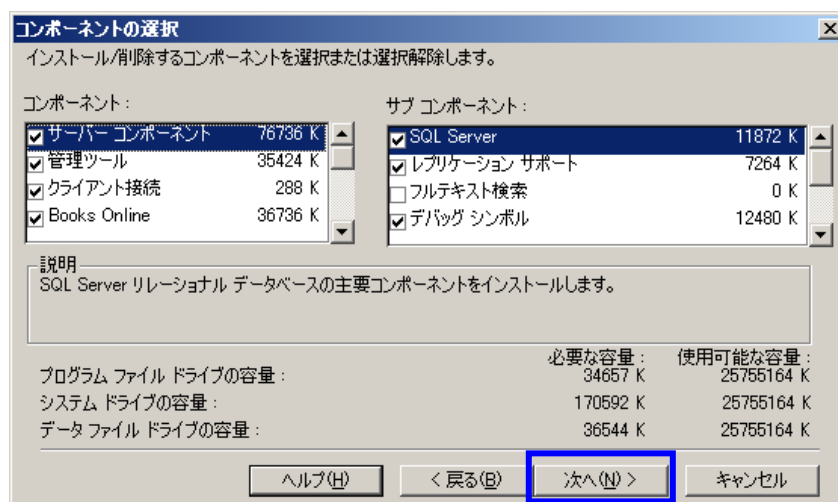 コンポーネントの選択
インストール/削除するコンポーネントを選択または選択解除します。
コンポーネント:
サーバー コンポーネント 76736 K
管理ツール 35424 K
クライアント接続 288 K
Books Online 36736 K
サブ コンポーネント:
SQL Server 11872 K
レプリケーション サポート 7264 K
フルテキスト検索 0 K
デバッグ シンボル 12480 K
説明
SQL Server リレーショナル データベースの主要コンポーネントをインストールします。
必要な容量: 使用可能な容量:
プログラム ファイル ドライブの容量: 34657 K 25755164 K
システム ドライブの容量: 170592 K 25755164 K
データ ファイル ドライブの容量: 36544 K 25755164 K
ヘルプ(H) < 戻る(B) 次へ(N) > キャンセル